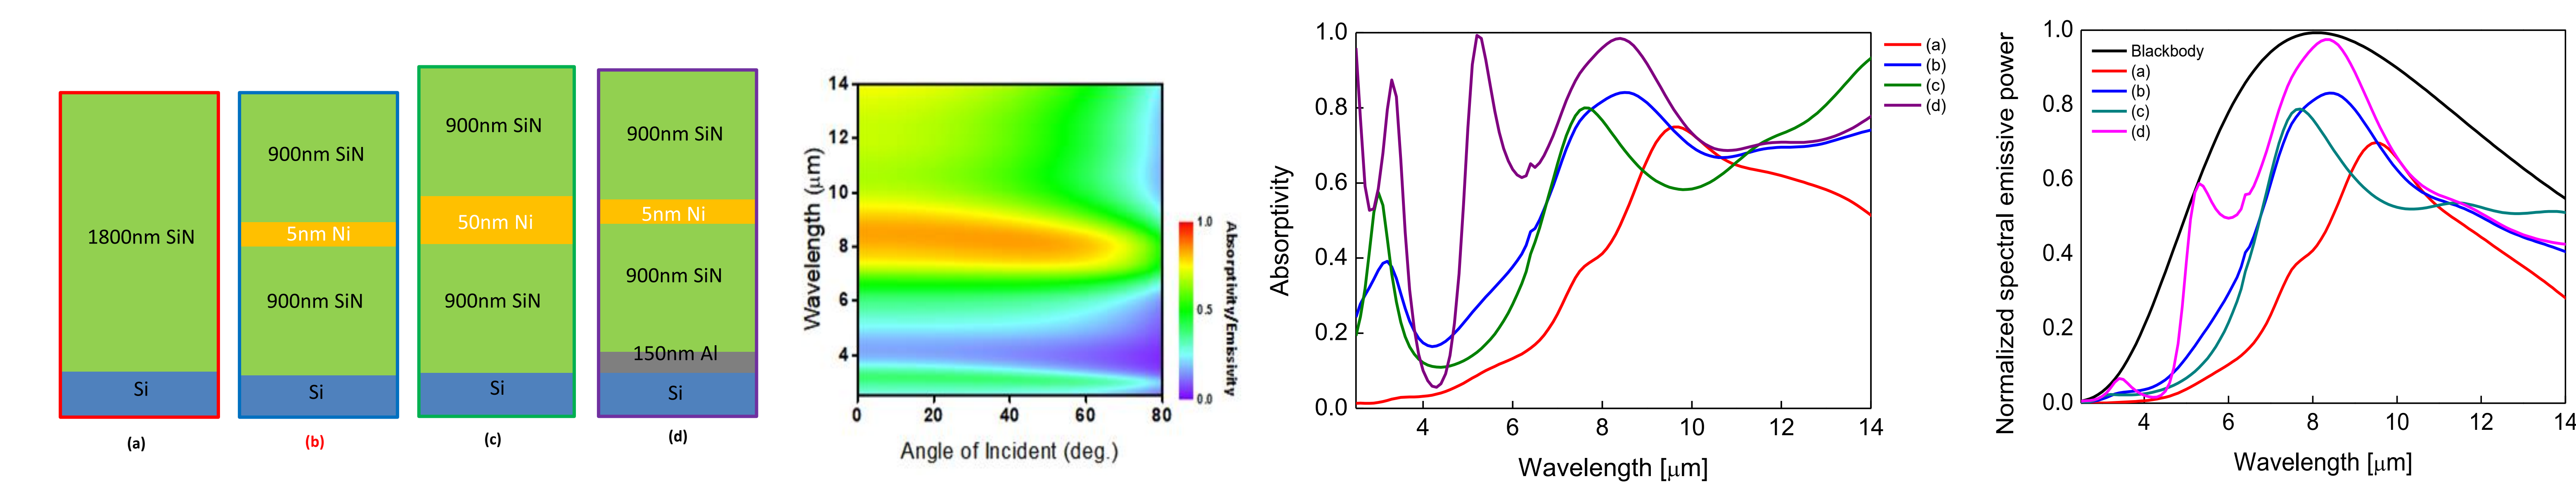 1800nm SiN
Si
(a)
900nm SiN
5nm Ni
900nm SiN
Si
(b)
900nm SiN
50nm Ni
900nm SiN
Si
(c)
900nm SiN
5nm Ni
900nm SiN
150nm Al
Si
(d)
Wavelength (μm)
14
12
10
8
6
4
0
20
40
60
80
Angle of Incident (deg.)
1.0
0.5
0.0
Absorptivity/Emissivity
Absorptivity
1.0
0.8
0.6
0.4
0.2
0.0
4
6
8
10
12
14
Wavelength [μm]
(a)
(b)
(c)
(d)
Normalized spectral emissive power
1.0
0.8
0.6
0.4
0.2
0.0
Blackbody
(a)
(b)
(c)
(d)
4
6
8
10
12
14
Wavelength [μm]